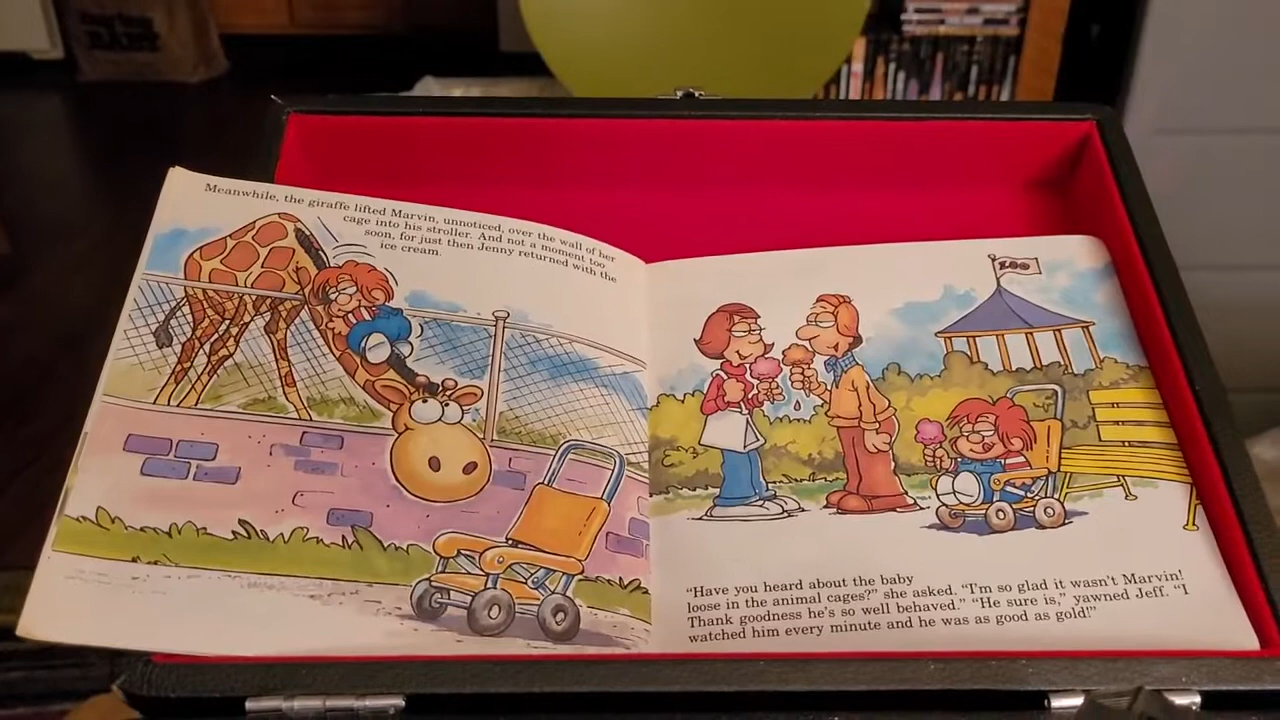 Meanwhile, the giraffe lifted Marvin, unnoticed, over the wall of her
cage into his stroller. And not a moment too
soon, for just then Jenny returned with the
ice cream.
ZOO
"Have you heard about the baby
loose in the animal cages?" she asked. "I'm so glad it wasn't Marvin!
Thank goodness he's so well behaved." "He sure is," yawned Jeff. "I
watched him every minute and he was as good as gold!"